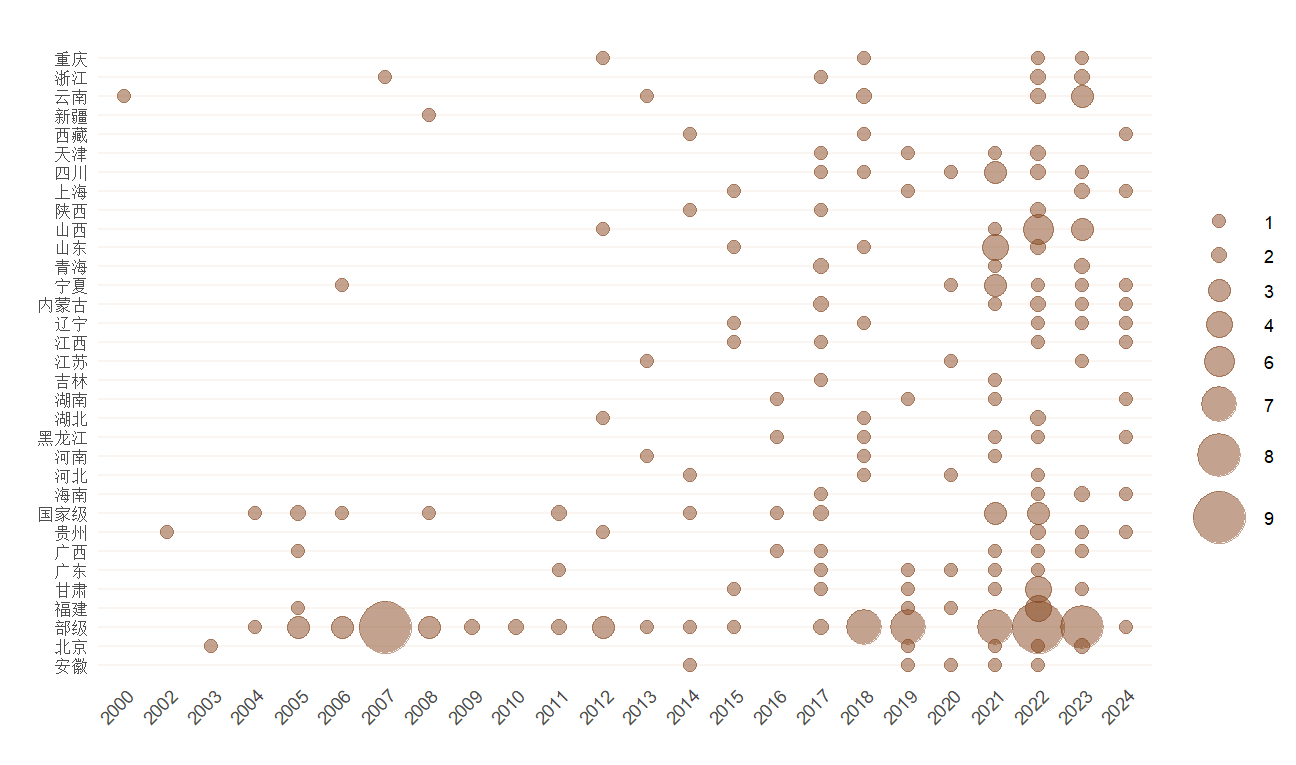 重庆
浙江
云南
新疆
西藏
天津
四川
上海
陕西
山西
山东
青海
宁夏
内蒙古
辽宁
江西
江苏
吉林
湖南
湖北
黑龙江
河南
河北
海南
国家级
贵州
广西
广东
甘肃
福建
部级
北京
安徽
2000 2002 2003 2004 2005 2006 2007 2008 2009 2010 2011 2012 2013 2014 2015 2016 2017 2018 2019 2020 2021 2022 2023 2024
1
2
3
4
6
7
8
9